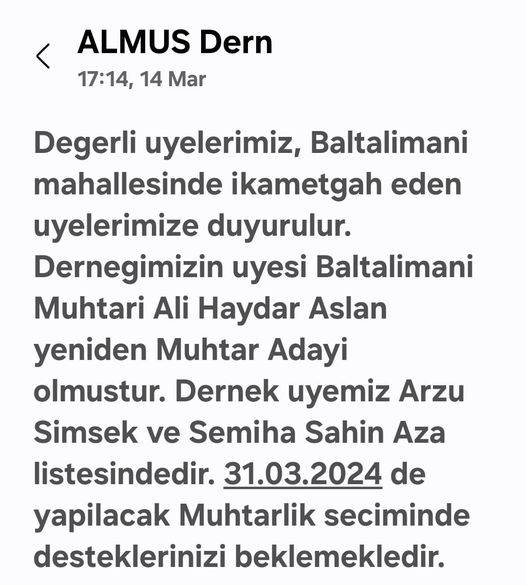 ALMUS Dern
17:14, 14 Mar
Degerli uyelerimiz, Baltalimani
mahallesinde ikametgah eden
uyelerimize duyurulur.
Dernegimizin uyesi Baltalimani
Muhtari Ali Haydar Aslan
yeniden Muhtar Adayi
olmustur. Dernek uyemiz Arzu
Simsek ve Semiha Sahin Aza
listesindedir. 31.03.2024 de
yapilacak Muhtarlik seciminde
desteklerinizi beklemekledir.